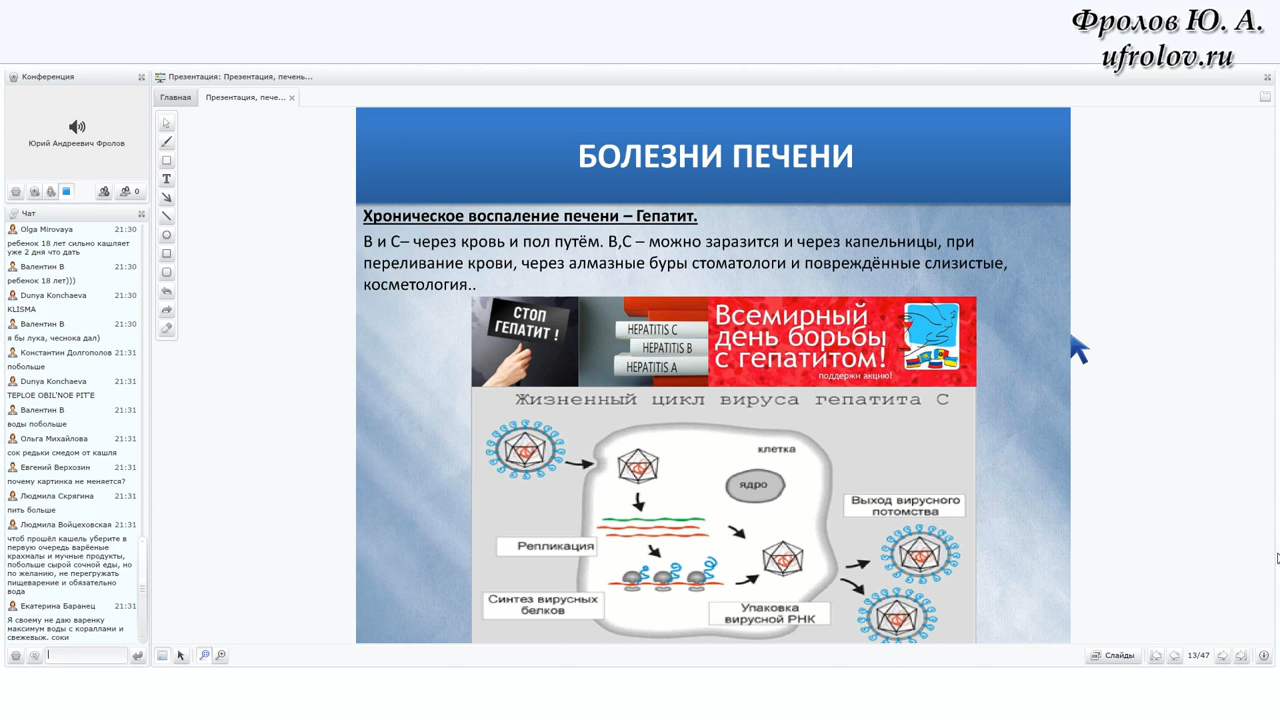 Фролов Ю. А.
ufrolov.ru
Конференция
Юрий Андреевич Фролов
0
Чат
Olga Mirovaya 21:30
ребенок 18 лет сильно кашляет
уже 2 дня что дать
Валентин В 21:30
ребенок 18 лет)))
Dunya Konchaeva 21:30
KLISMA
Валентин В 21:30
я бы лука, чеснока дал)
Константин Долгополов 21:31
побольше
Dunya Konchaeva 21:31
TEPLOE OBIL'NOE PIT'E
Валентин В 21:31
воды побольше
Ольга Михайлова 21:31
сок редьки смедом от кашля
Евгений Верхозин 21:31
почему картинка не меняется?
Людмила Скрягина 21:31
пить больше
Людмила Войцеховская 21:31
чтоб прошёл кашель уберите в
первую очередь варёные
крахмалы и мучные продукты,
побольше сырой сочной еды, но
по желанию, не перегружать
пищеварение и обязательно
вода
Екатерина Баранец 21:31
Я своему не даю варенку
максимум воды с кораллами и
свежевыж. соки
Презентация: Презентация, печень...
Главная
Презентация, пече...
T
БОЛЕЗНИ ПЕЧЕНИ
Хроническое воспаление печени – Гепатит.
В и С– через кровь и пол путём. В,С – можно заразится и через капельницы, при
переливание крови, через алмазные буры стоматологи и повреждённые слизистые,
косметология..
СТОП
ГЕПАТИТ !
HEPATITIS C
HEPATITIS B
HEPATITIS A
Всемирный
день борьбы
с гепатитом!
поддержи акцию!
Жизненный цикл вируса гепатита С
клетка
ядро
Выход вирусного
потомства
Репликация
Синтез вирусных
белков
Упаковка
вирусной РНК
Слайды
13/47